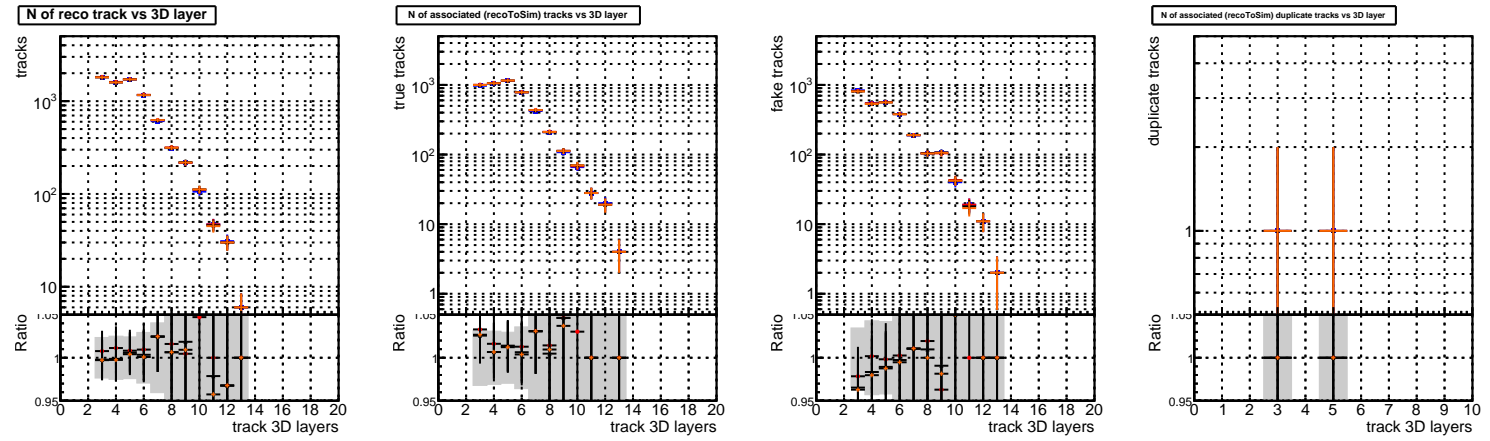 N of reco track vs 3D layer
tracks
10³
10²
10
Ratio
1.05
1
0.95
0 2 4 6 8 10 12 14 16 18 20
track 3D layers
N of associated (recoToSim) tracks vs 3D layer
true tracks
10³
10²
10
1
Ratio
1.05
1
0.95
0 2 4 6 8 10 12 14 16 18 20
track 3D layers
fake tracks
10³
10²
10
1
Ratio
1.05
1
0.95
0 2 4 6 8 10 12 14 16 18 20
track 3D layers
N of associated (recoToSim) duplicate tracks vs 3D layer
duplicate tracks
1
Ratio
1.05
1
0.95
0 1 2 3 4 5 6 7 8 9 10
track 3D layers